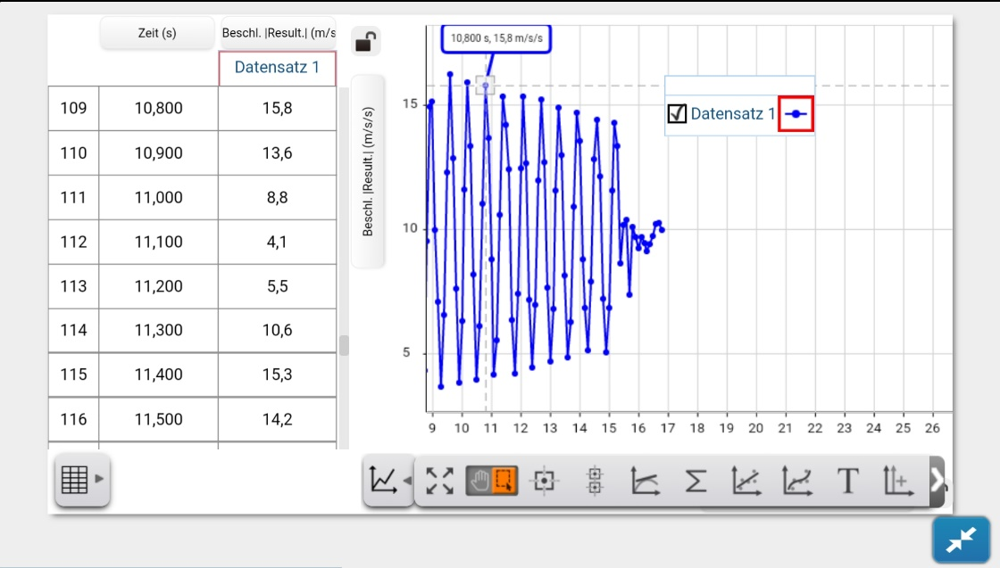 Zeit (s) Beschl. |Result.| (m/s
Datensatz 1
109 10,800 15,8
110 10,900 13,6
111 11,000 8,8
112 11,100 4,1
113 11,200 5,5
114 11,300 10,6
115 11,400 15,3
116 11,500 14,2
Beschl. |Result.| (m/s/s)
10,800 s, 15,8 m/s/s
Datensatz 1
15
10
5
9 10 11 12 13 14 15 16 17 18 19 20 21 22 23 24 25 26
Σ T